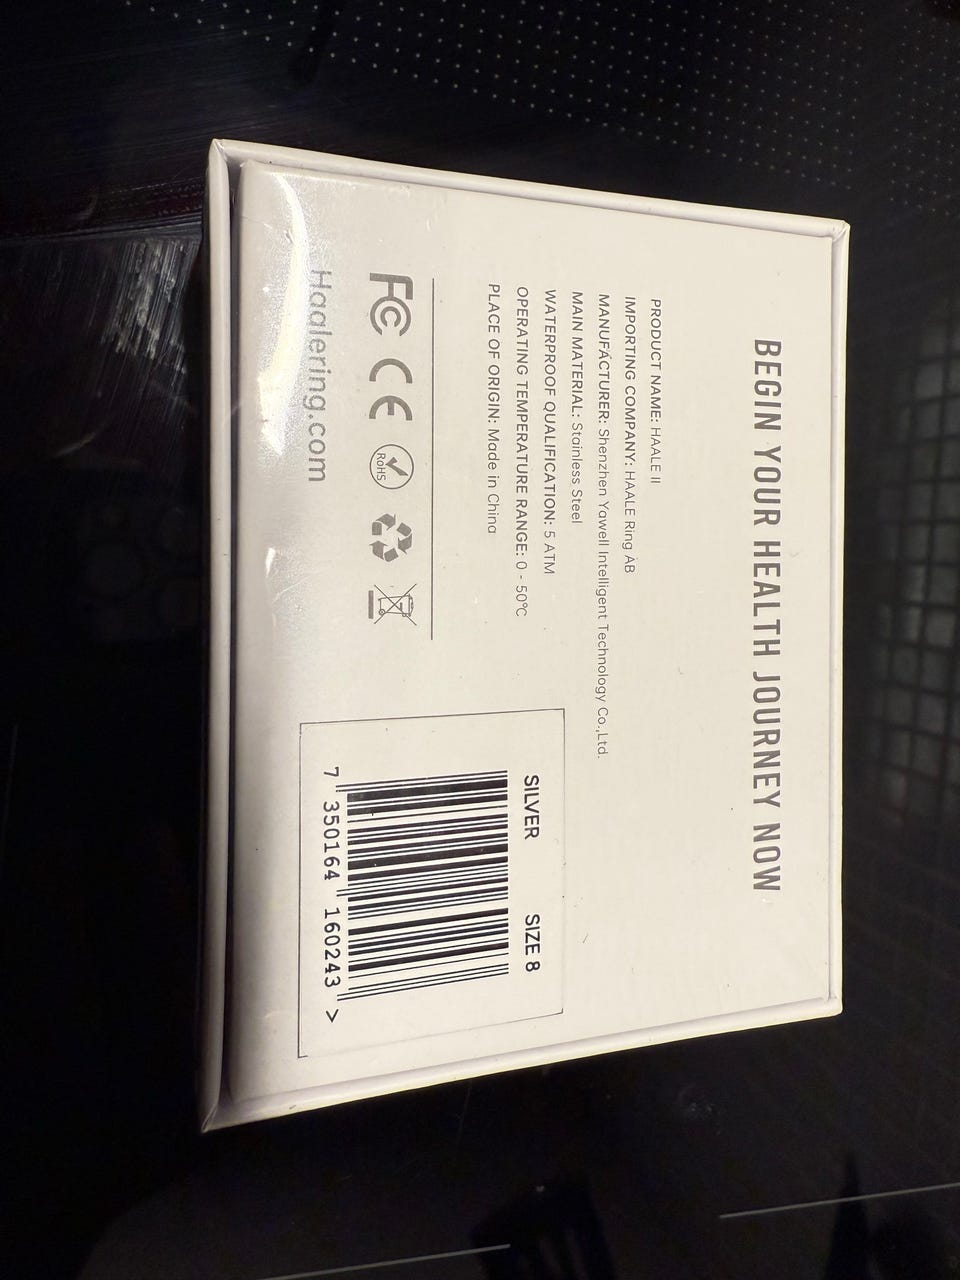 BEGIN YOUR HEALTH JOURNEY NOW
PRODUCT NAME: HAALE II
IMPORTING COMPANY: HAALE Ring AB
MANUFACTURER: Shenzhen Yawell Intelligent Technology Co.,Ltd.
MAIN MATERIAL: Stainless Steel
WATERPROOF QUALIFICATION: 5 ATM
OPERATING TEMPERATURE RANGE: 0 - 50℃
PLACE OF ORIGIN: Made in China
FC CE RoHS
Haalering.com
SILVER SIZE 8
7 350164 160243 >